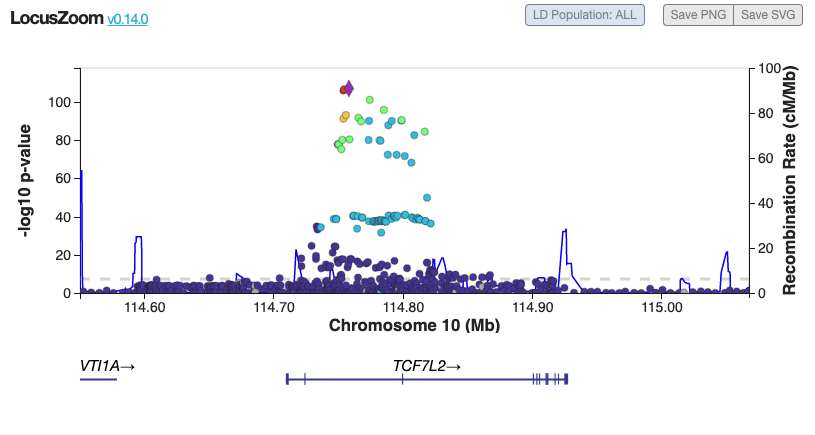 LocusZoom v0.14.0
LD Population: ALL
Save PNG
Save SVG
-log10 p-value
100
80
60
40
20
0
100
80
60
40
20
0
Recombination Rate (cM/Mb)
114.60
114.70
114.80
114.90
115.00
Chromosome 10 (Mb)
VTI1A→
TCF7L2→